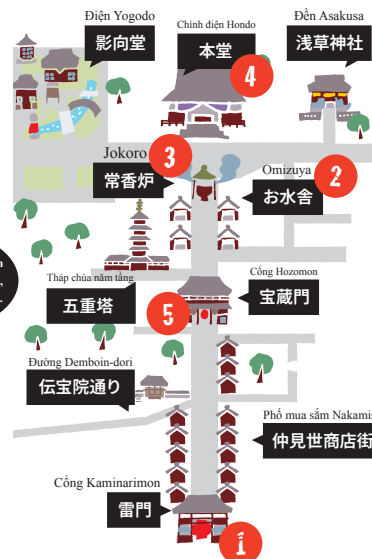 Điện Yogodo
影向堂
Chính điện Hondo
本堂
4
Đền Asakusa
浅草神社
Jokoro
3
常香炉
Omizuya
2
お水舎
Tháp chùa năm tầng
五重塔
5
Cổng Hozomon
宝蔵門
Đường Demboin-dori
伝宝院通り
Phố mua sắm Nakamis
仲見世商店街
Cổng Kaminarimon
雷門
1